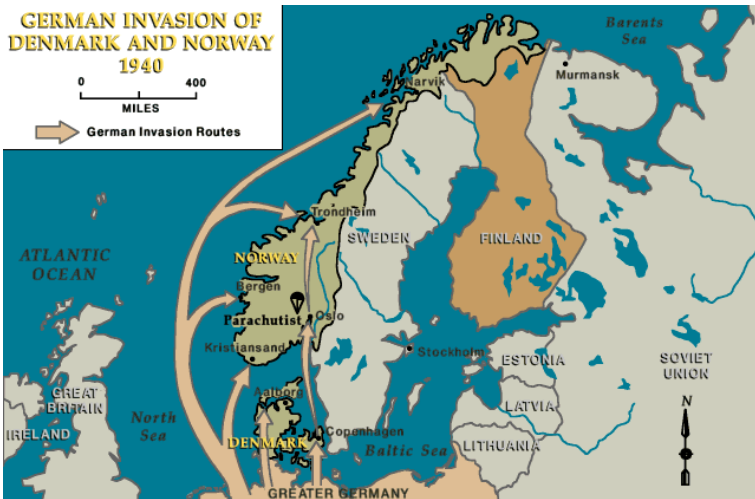 GERMAN INVASION OF
DENMARK AND NORWAY
1940
0 400
MILES
German Invasion Routes
Barents
Sea
Narvik
Murmansk
Trondheim
SWEDEN
FINLAND
ATLANTIC
OCEAN
NORWAY
Bergen
Parachutist
Oslo
Kristiansand
Stockholm
ESTONIA
SOVIET
UNION
Aalborg
GREAT
BRITAIN
LATVIA
North
Sea
IRELAND
DENMARK
Copenhagen
Baltic Sea
LITHUANIA
N
GREATER GERMANY